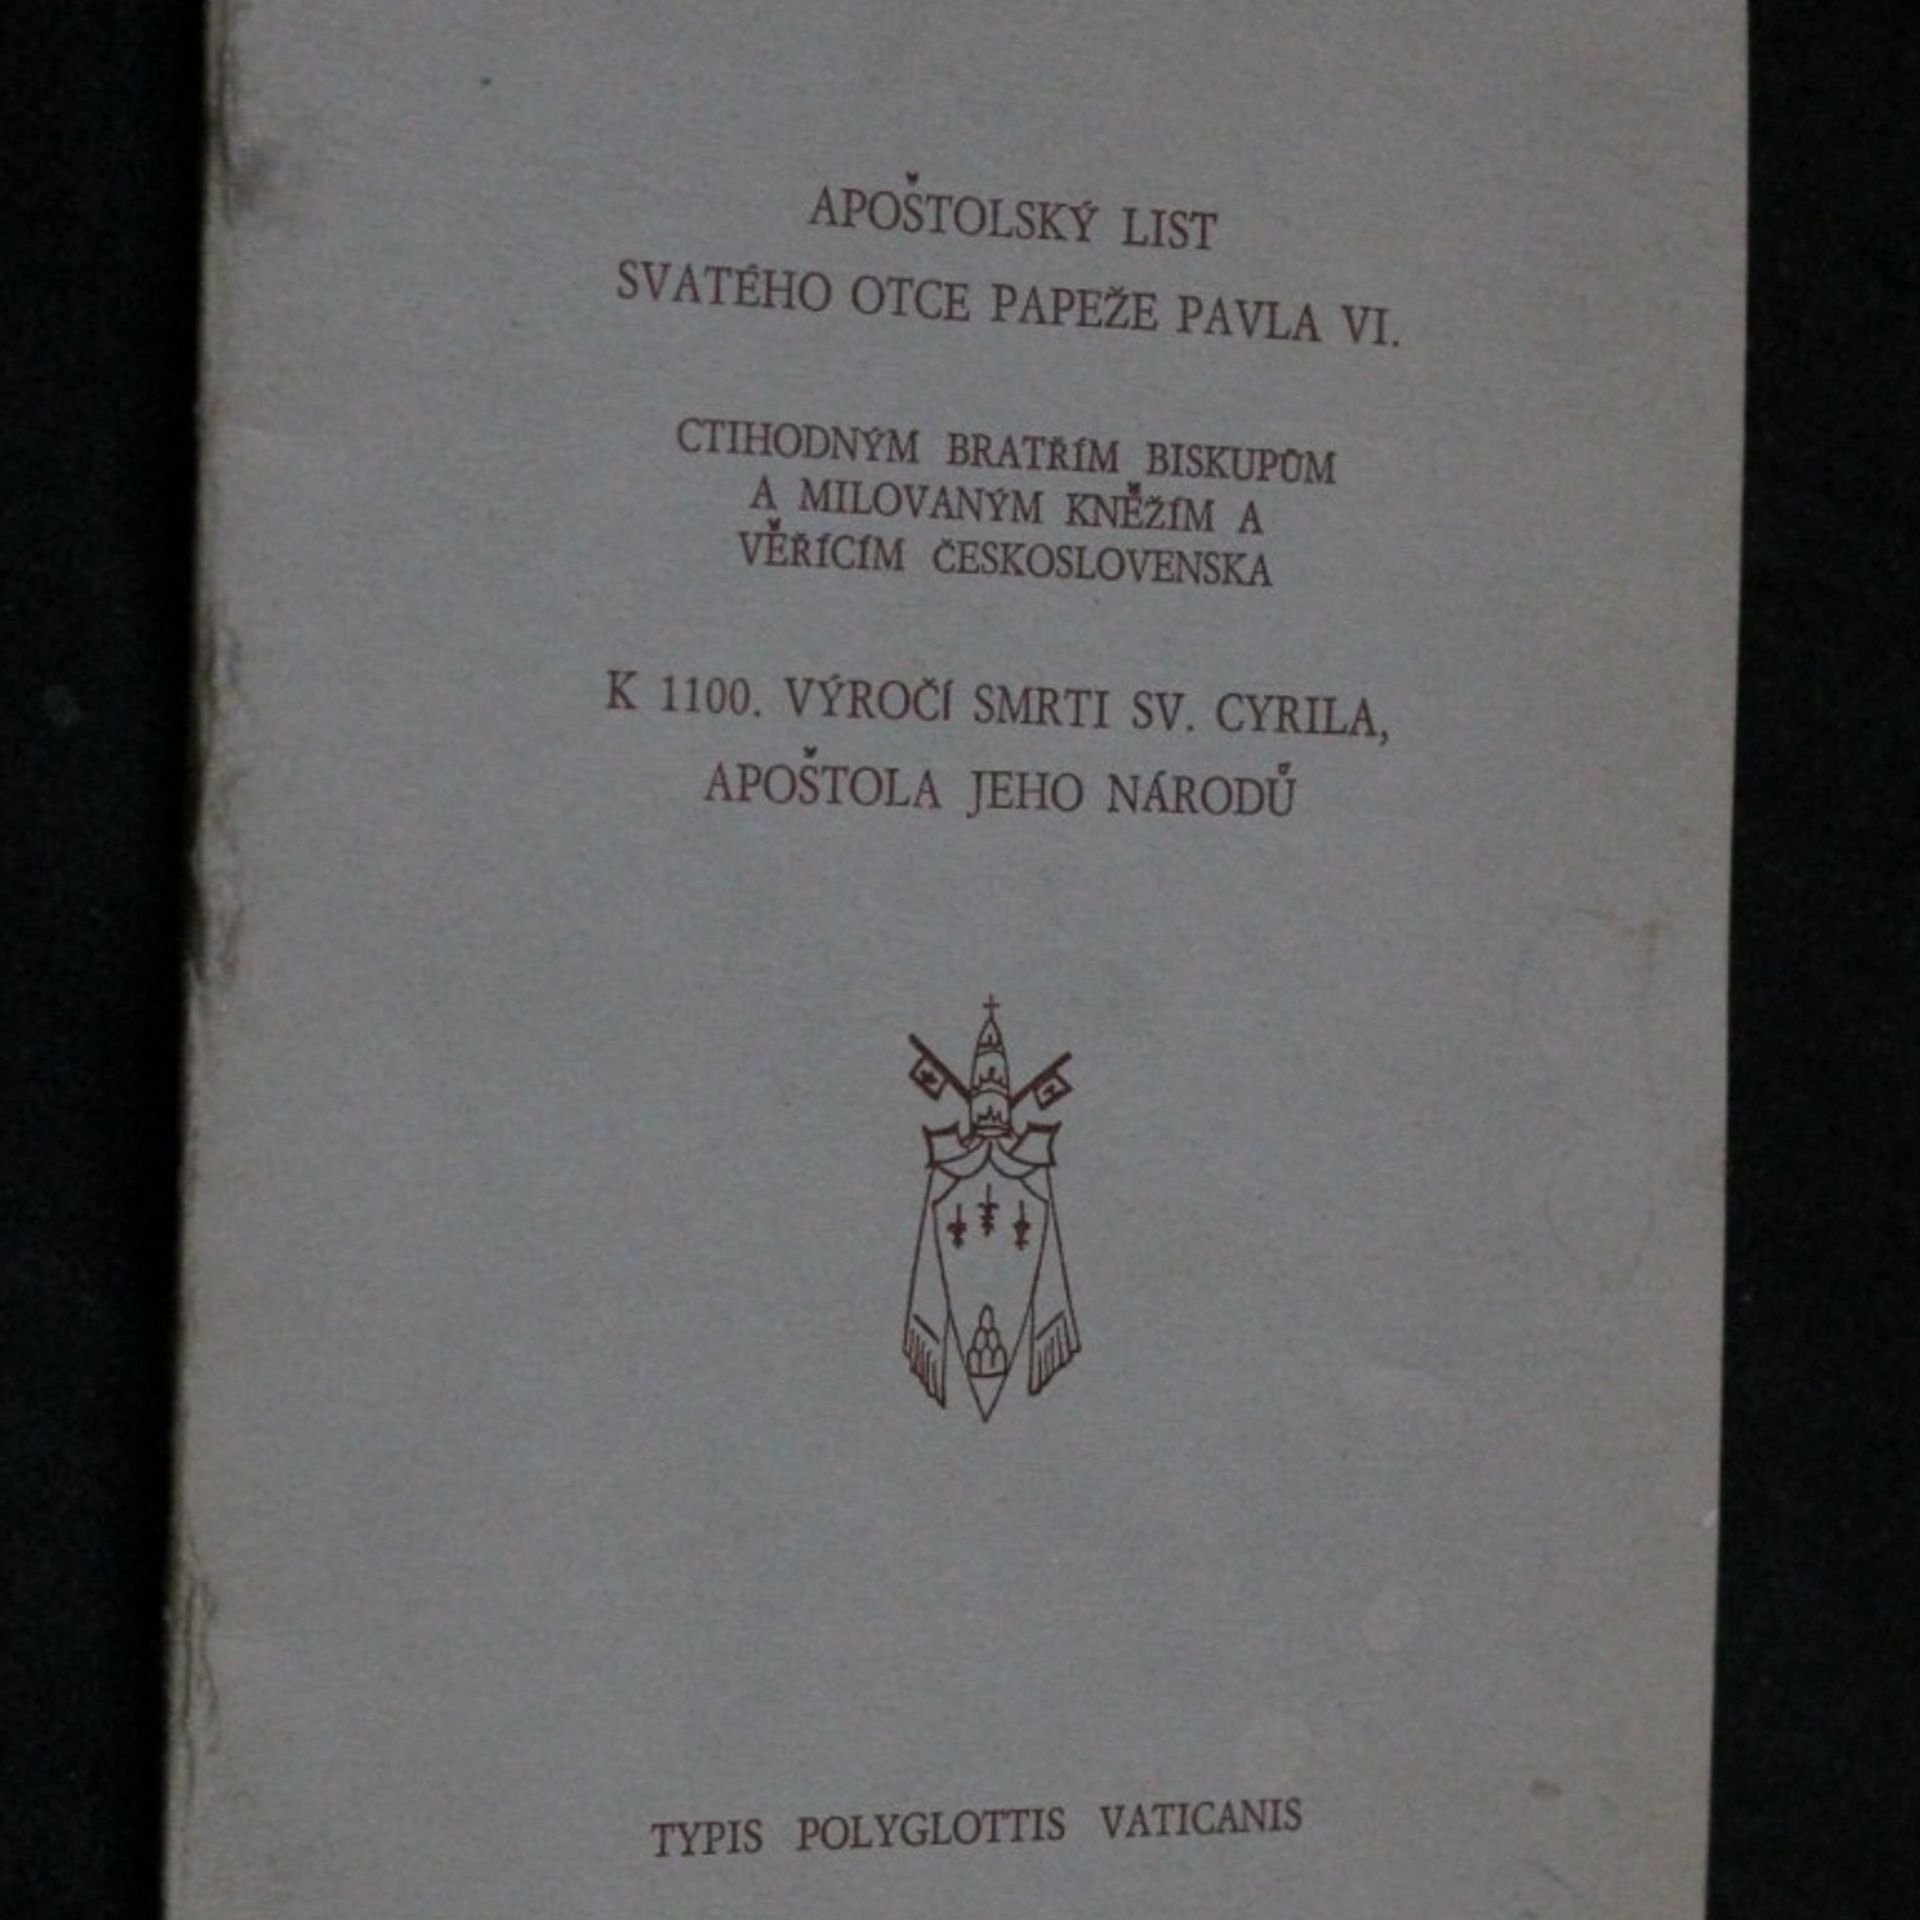 APOŠTOLSKÝ LIST
SVATÉHO OTCE PAPEŽE PAVLA VI.
CTIHODNÝM BRATŘÍM BISKUPŮM
A MILOVANÝM KNĚŽÍM A
VĚŘÍCÍM ČESKOSLOVENSKA
K 1100. VÝROČÍ SMRTI SV. CYRILA,
APOŠTOLA JEHO NÁRODŮ
TYPIS POLYGLOTTIS VATICANIS